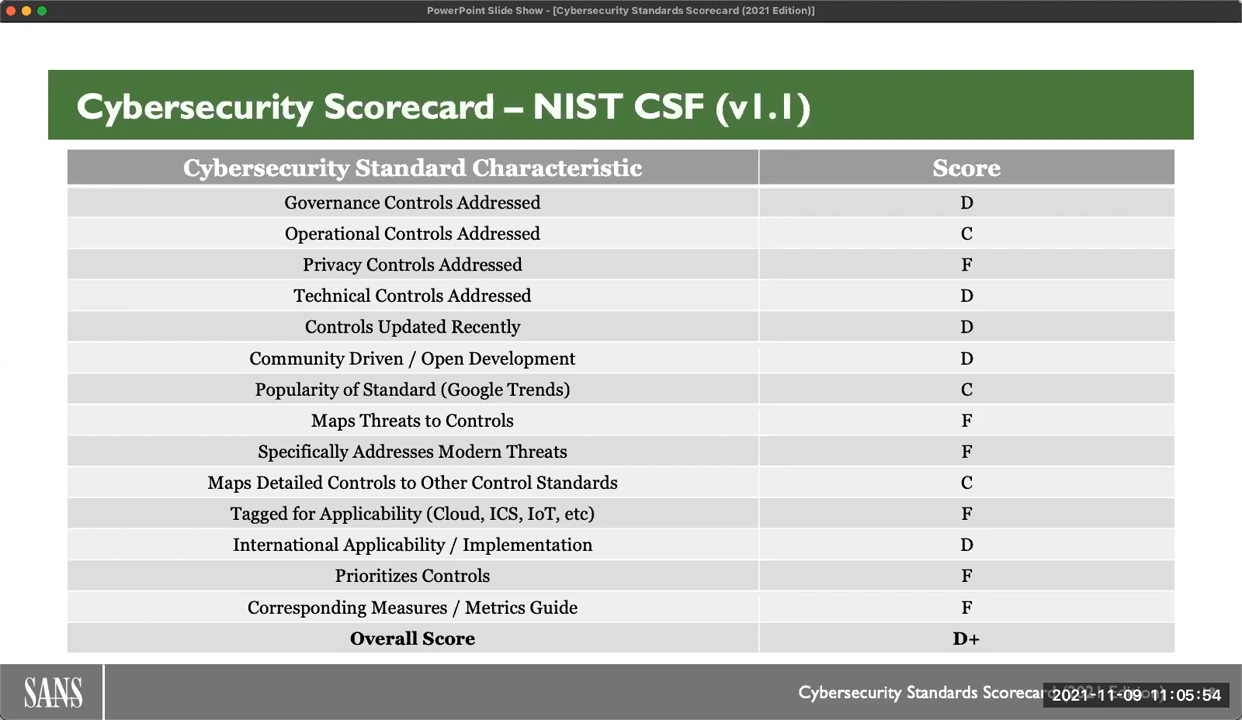 PowerPoint Slide Show - [Cybersecurity Standards Scorecard (2021 Edition)]
Cybersecurity Scorecard – NIST CSF (v1.1)
Cybersecurity Standard Characteristic Score
Governance Controls Addressed D
Operational Controls Addressed C
Privacy Controls Addressed F
Technical Controls Addressed D
Controls Updated Recently D
Community Driven / Open Development D
Popularity of Standard (Google Trends) C
Maps Threats to Controls F
Specifically Addresses Modern Threats F
Maps Detailed Controls to Other Control Standards C
Tagged for Applicability (Cloud, ICS, IoT, etc) F
International Applicability / Implementation D
Prioritizes Controls F
Corresponding Measures / Metrics Guide F
Overall Score D+
SANS
Cybersecurity Standards Scorecard
2021-11-09 11:05:54